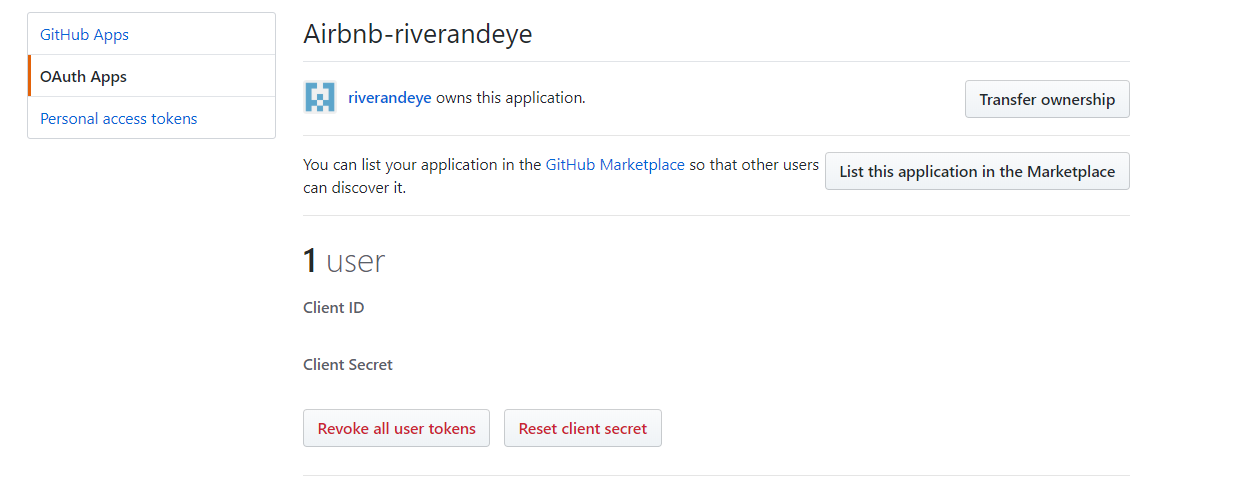 GitHub Apps
OAuth Apps
Personal access tokens
Airbnb-riverandeye
riverandeye owns this application.
Transfer ownership
You can list your application in the GitHub Marketplace so that other users
can discover it.
List this application in the Marketplace
1 user
Client ID
Client Secret
Revoke all user tokens
Reset client secret